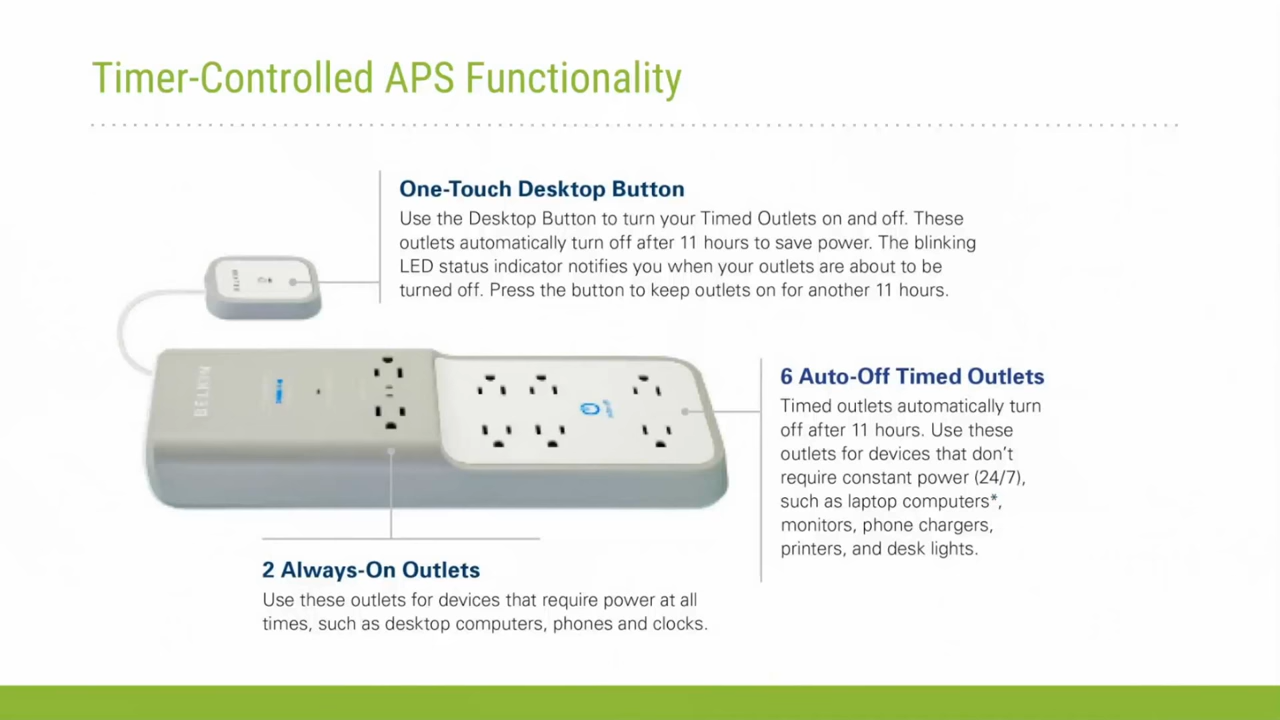 Timer-Controlled APS Functionality
One-Touch Desktop Button
Use the Desktop Button to turn your Timed Outlets on and off. These
outlets automatically turn off after 11 hours to save power. The blinking
LED status indicator notifies you when your outlets are about to be
turned off. Press the button to keep outlets on for another 11 hours.
BELKIN
6 Auto-Off Timed Outlets
Timed outlets automatically turn
off after 11 hours. Use these
outlets for devices that don’t
require constant power (24/7),
such as laptop computers*,
monitors, phone chargers,
printers, and desk lights.
2 Always-On Outlets
Use these outlets for devices that require power at all
times, such as desktop computers, phones and clocks.